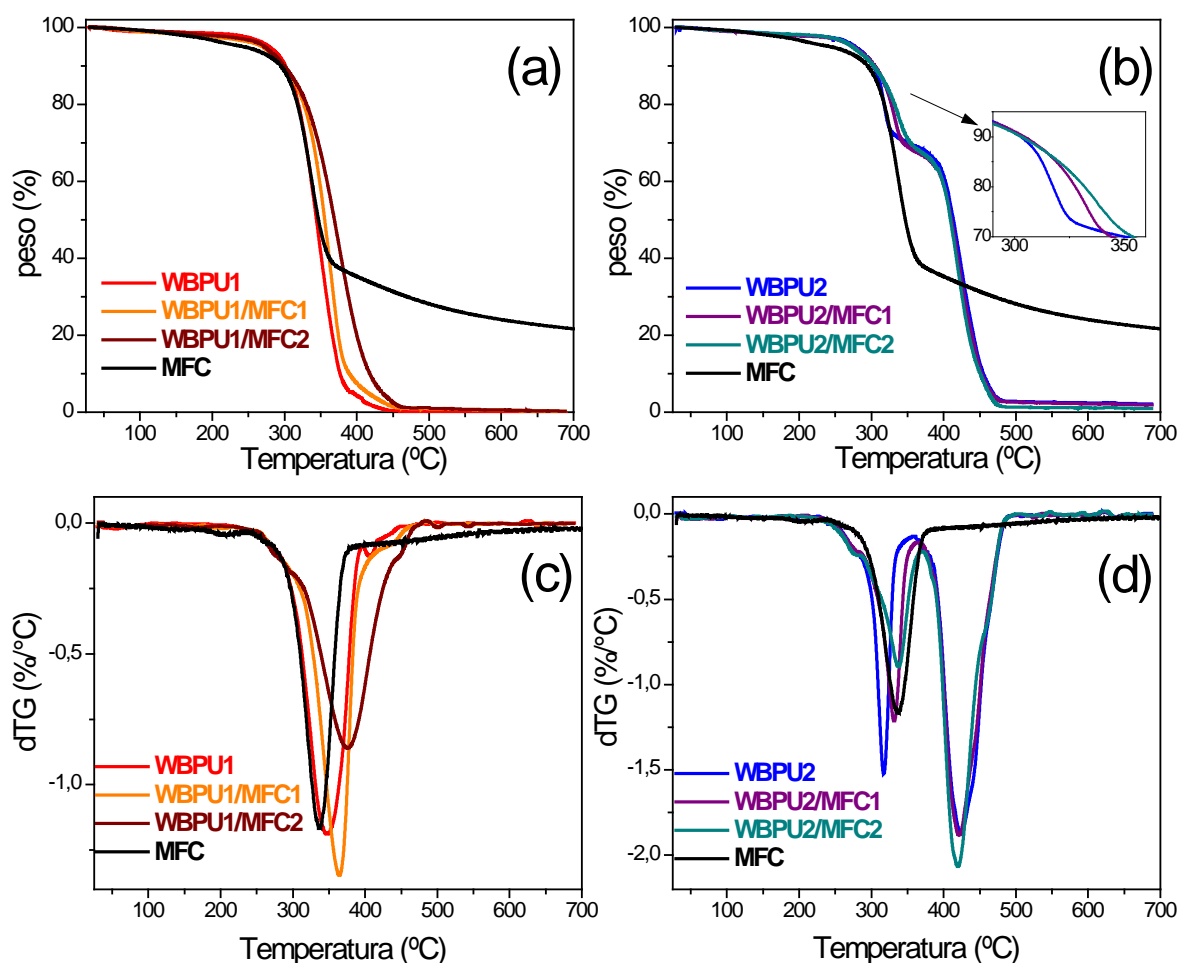 100
80
60
40
20
0
peso (%)
(a)
WBPU1
WBPU1/MFC1
WBPU1/MFC2
MFC
100 200 300 400 500 600 700
Temperatura (ºC)
100
80
60
40
20
0
peso (%)
(b)
90
80
70
300 350
WBPU2
WBPU2/MFC1
WBPU2/MFC2
MFC
100 200 300 400 500 600 700
Temperatura (ºC)
0,0
-0,5
-1,0
dTG (%/°C)
(c)
WBPU1
WBPU1/MFC1
WBPU1/MFC2
MFC
100 200 300 400 500 600 700
Temperatura (ºC)
0,0
-0,5
-1,0
-1,5
-2,0
dTG (%/°C)
(d)
WBPU2
WBPU2/MFC1
WBPU2/MFC2
MFC
100 200 300 400 500 600 700
Temperatura (ºC)